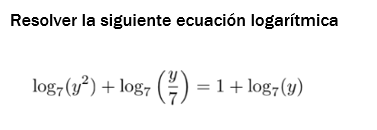 Resolver la siguiente ecuación logarítmica
log₇(y²) + log₇(y/7) = 1 + log₇(y)